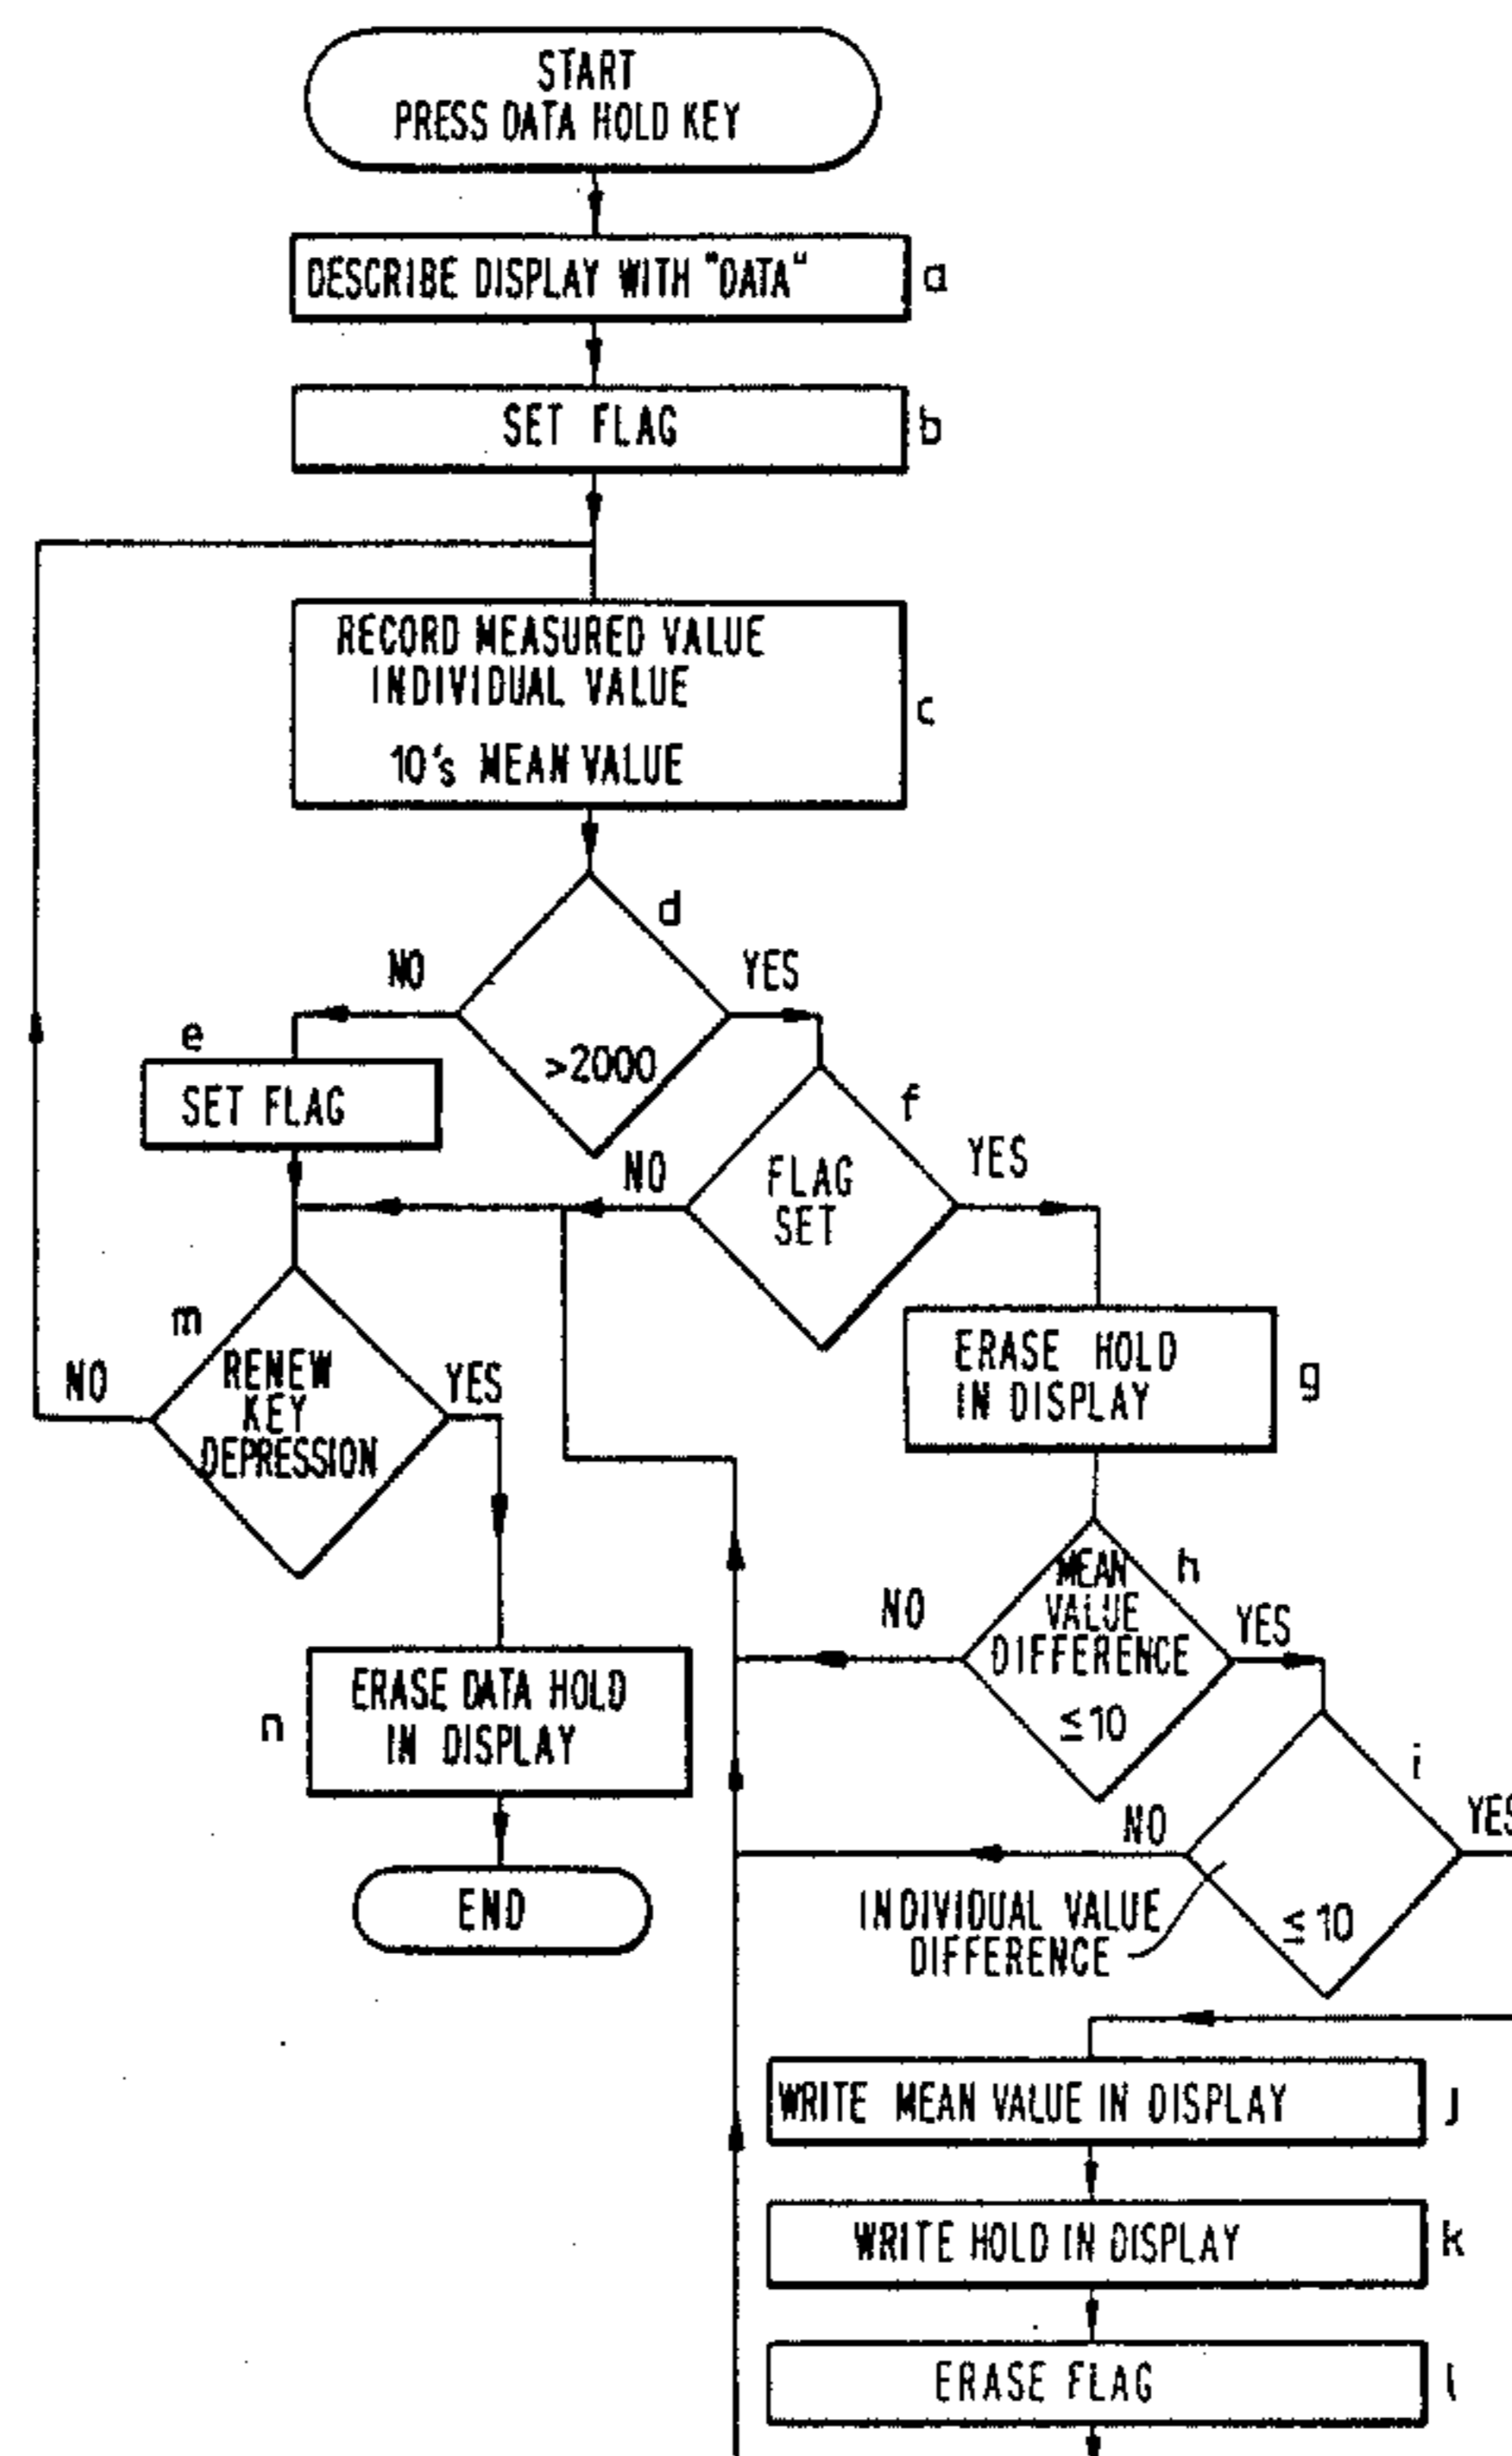 START
PRESS DATA HOLD KEY
DESCRIBE DISPLAY WITH "DATA"
a
SET FLAG
b
RECORD MEASURED VALUE
INDIVIDUAL VALUE
10's MEAN VALUE
c
d
NO
YES
>2000
e
SET FLAG
f
NO
FLAG
SET
YES
m
RENEW
KEY
DEPRESSION
NO
YES
ERASE HOLD
IN DISPLAY
g
MEAN
VALUE
DIFFERENCE
≤10
h
NO
YES
ERASE DATA HOLD
IN DISPLAY
n
i
NO
YES
≤10
INDIVIDUAL VALUE
DIFFERENCE
END
WRITE MEAN VALUE IN DISPLAY
j
WRITE HOLD IN DISPLAY
k
ERASE FLAG
l